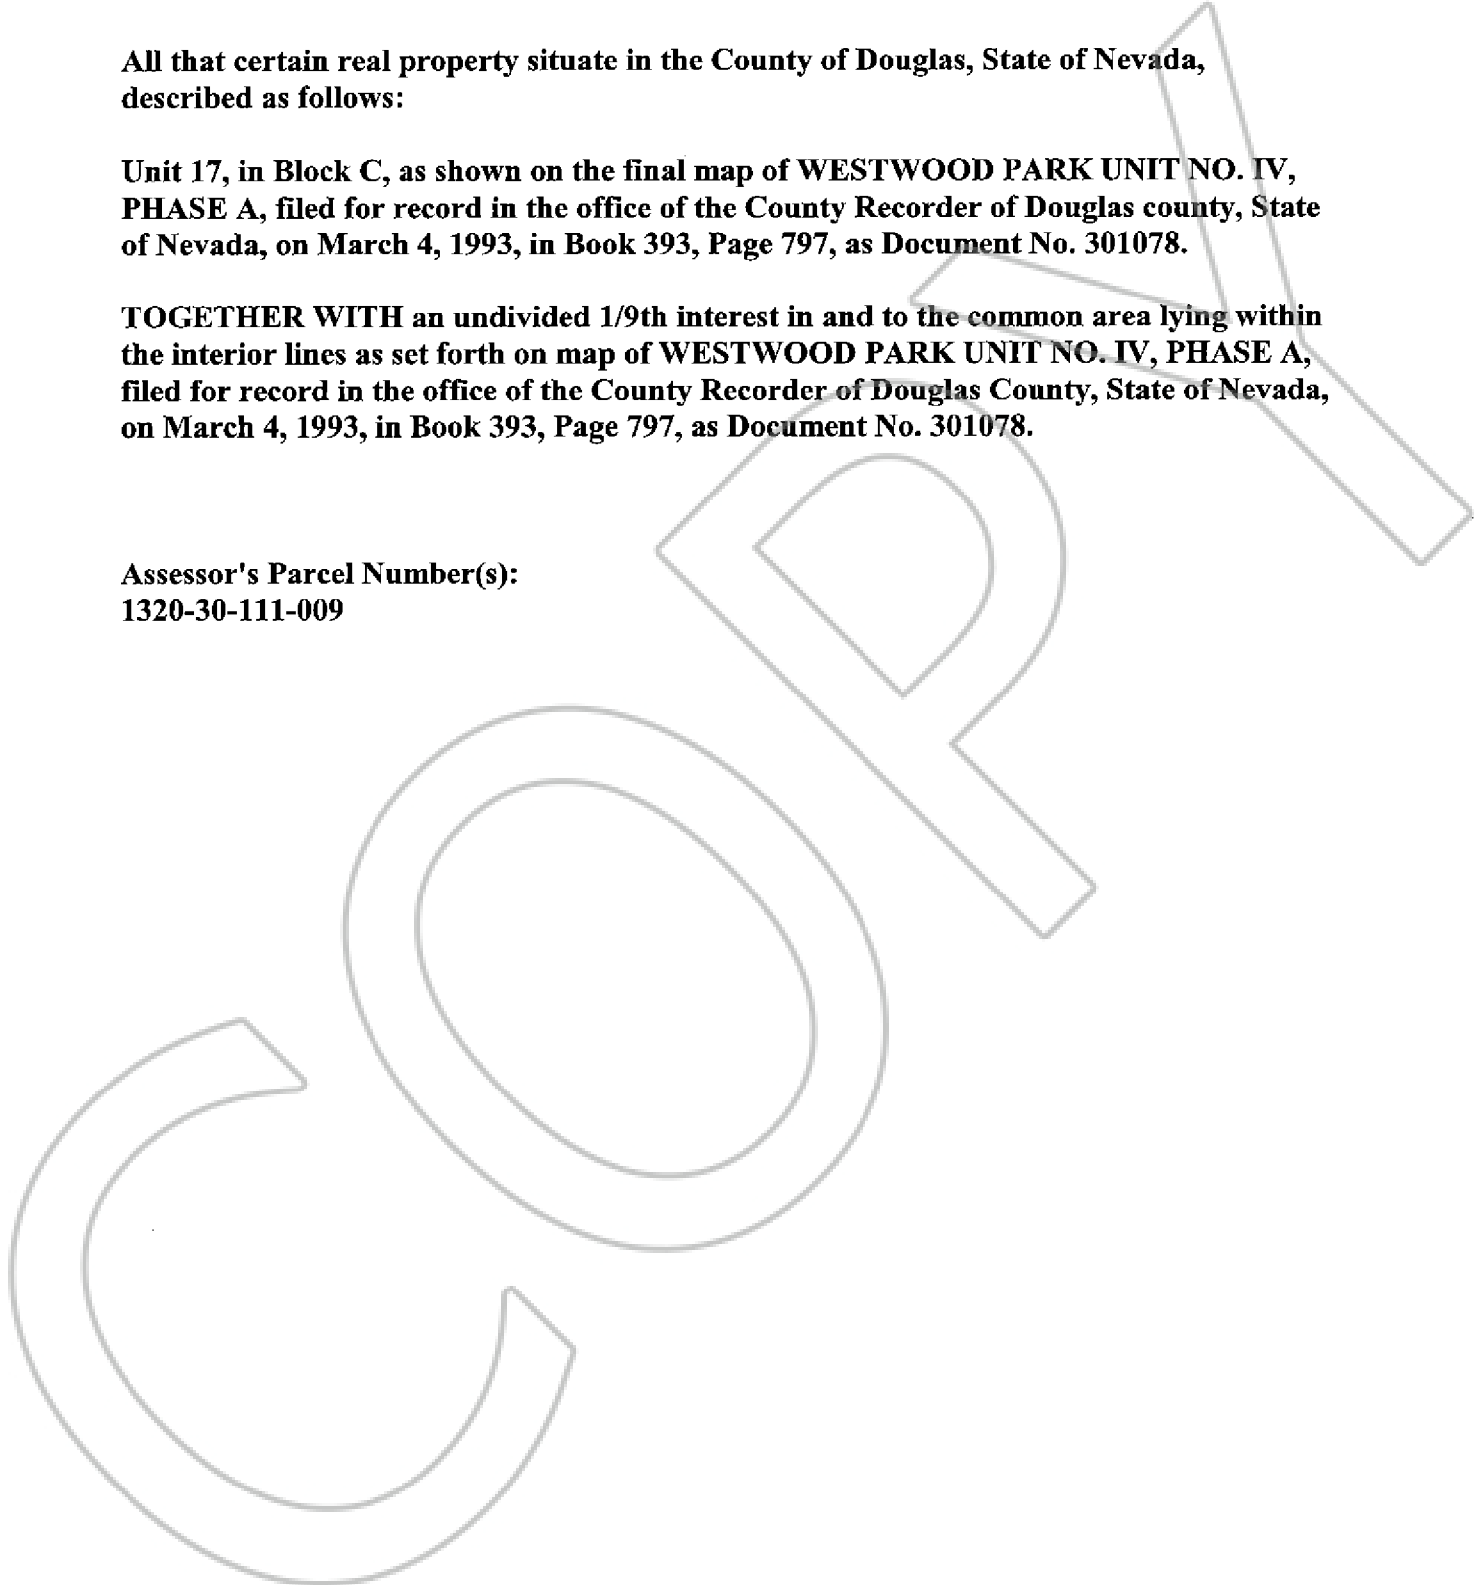 All that certain real property situate in the County of Douglas, State of Nevada,
described as follows:
Unit 17, in Block C, as shown on the final map of WESTWOOD PARK UNIT NO. IV,
PHASE A, filed for record in the office of the County Recorder of Douglas county, State
of Nevada, on March 4, 1993, in Book 393, Page 797, as Document No. 301078.
TOGETHER WITH an undivided 1/9th interest in and to the common area lying within
the interior lines as set forth on map of WESTWOOD PARK UNIT NO. IV, PHASE A,
filed for record in the office of the County Recorder of Douglas County, State of Nevada,
on March 4, 1993, in Book 393, Page 797, as Document No. 301078.
Assessor's Parcel Number(s):
1320-30-111-009
COPY